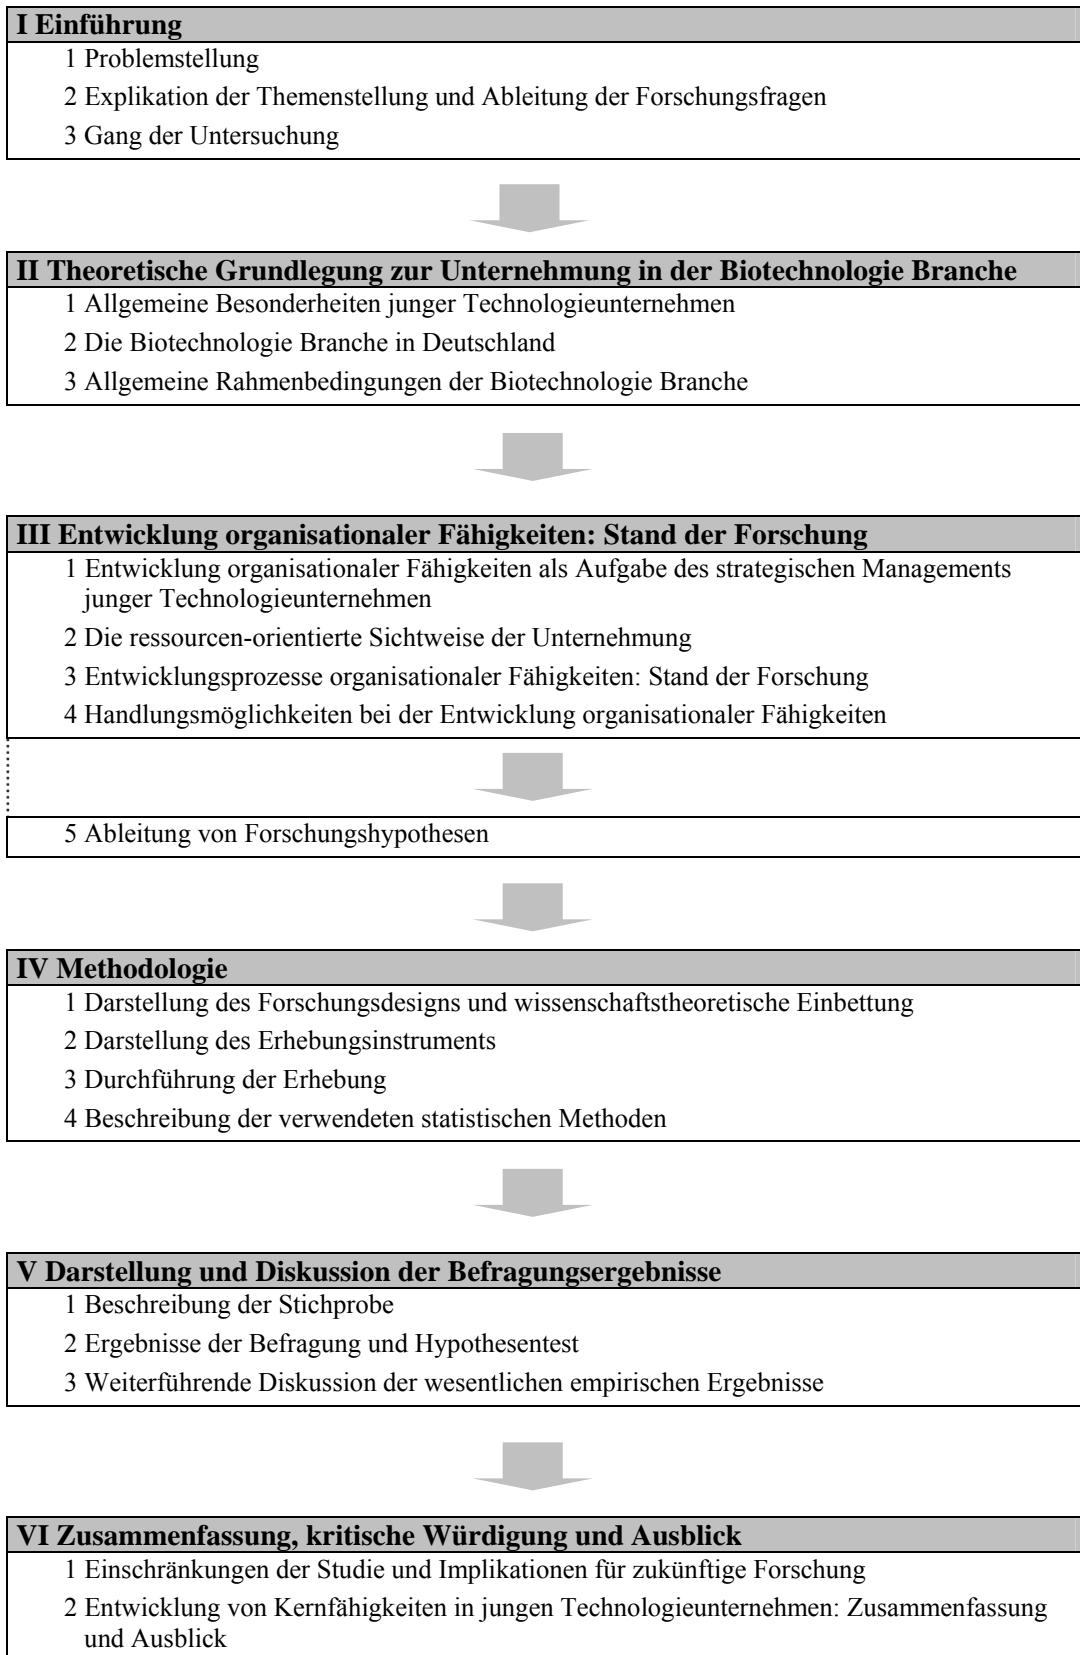 I Einführung
1 Problemstellung
2 Explikation der Themenstellung und Ableitung der Forschungsfragen
3 Gang der Untersuchung
II Theoretische Grundlegung zur Unternehmung in der Biotechnologie Branche
1 Allgemeine Besonderheiten junger Technologieunternehmen
2 Die Biotechnologie Branche in Deutschland
3 Allgemeine Rahmenbedingungen der Biotechnologie Branche
III Entwicklung organisationaler Fähigkeiten: Stand der Forschung
1 Entwicklung organisationaler Fähigkeiten als Aufgabe des strategischen Managements
junger Technologieunternehmen
2 Die ressourcen-orientierte Sichtweise der Unternehmung
3 Entwicklungsprozesse organisationaler Fähigkeiten: Stand der Forschung
4 Handlungsmöglichkeiten bei der Entwicklung organisationaler Fähigkeiten
5 Ableitung von Forschungshypothesen
IV Methodologie
1 Darstellung des Forschungsdesigns und wissenschaftstheoretische Einbettung
2 Darstellung des Erhebungsinstruments
3 Durchführung der Erhebung
4 Beschreibung der verwendeten statistischen Methoden
V Darstellung und Diskussion der Befragungsergebnisse
1 Beschreibung der Stichprobe
2 Ergebnisse der Befragung und Hypothesentest
3 Weiterführende Diskussion der wesentlichen empirischen Ergebnisse
VI Zusammenfassung, kritische Würdigung und Ausblick
1 Einschränkungen der Studie und Implikationen für zukünftige Forschung
2 Entwicklung von Kernfähigkeiten in jungen Technologieunternehmen: Zusammenfassung
und Ausblick